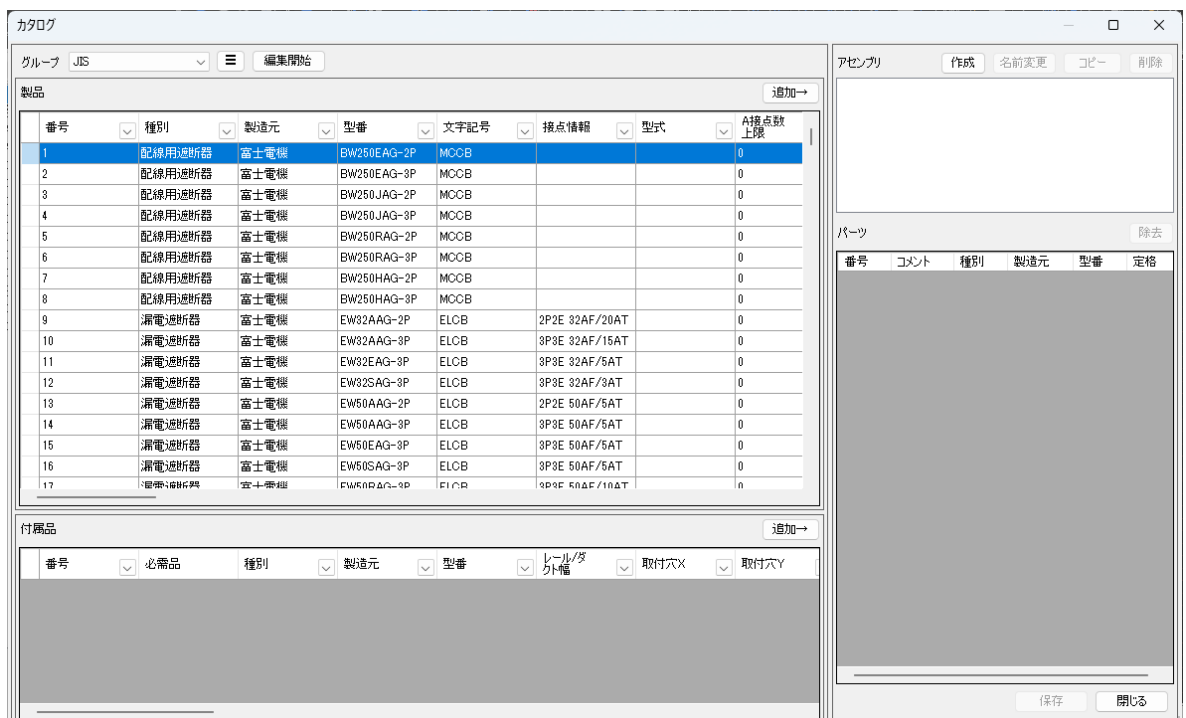 カタログ
グループ JIS 編集開始
製品 追加→
番号 種別 製造元 型番 文字記号 接点情報 型式 A接点数上限
1 配線用遮断器 富士電機 BW250EAG-2P MCCB 0
2 配線用遮断器 富士電機 BW250EAG-3P MCCB 0
3 配線用遮断器 富士電機 BW250JAG-2P MCCB 0
4 配線用遮断器 富士電機 BW250JAG-3P MCCB 0
5 配線用遮断器 富士電機 BW250RAG-2P MCCB 0
6 配線用遮断器 富士電機 BW250RAG-3P MCCB 0
7 配線用遮断器 富士電機 BW250HAG-2P MCCB 0
8 配線用遮断器 富士電機 BW250HAG-3P MCCB 0
9 漏電遮断器 富士電機 EW32AAG-2P ELCB 2P2E 32AF/20AT 0
10 漏電遮断器 富士電機 EW32AAG-3P ELCB 3P3E 32AF/15AT 0
11 漏電遮断器 富士電機 EW32EAG-3P ELCB 3P3E 32AF/5AT 0
12 漏電遮断器 富士電機 EW32SAG-3P ELCB 3P3E 32AF/3AT 0
13 漏電遮断器 富士電機 EW50AAG-2P ELCB 2P2E 50AF/5AT 0
14 漏電遮断器 富士電機 EW50AAG-3P ELCB 3P3E 50AF/5AT 0
15 漏電遮断器 富士電機 EW50EAG-3P ELCB 3P3E 50AF/5AT 0
16 漏電遮断器 富士電機 EW50SAG-3P ELCB 3P3E 50AF/5AT 0
17 漏電遮断器 富士電機 EW50RAG-3P ELCB 3P3E 50AF/10AT 0
付属品 追加→
番号 必需品 種別 製造元 型番 レール/ダクト幅 取付穴X 取付穴Y
アセンブリ 作成 名前変更 コピー 削除
パーツ 除去
番号 コメント 種別 製造元 型番 定格
保存 閉じる